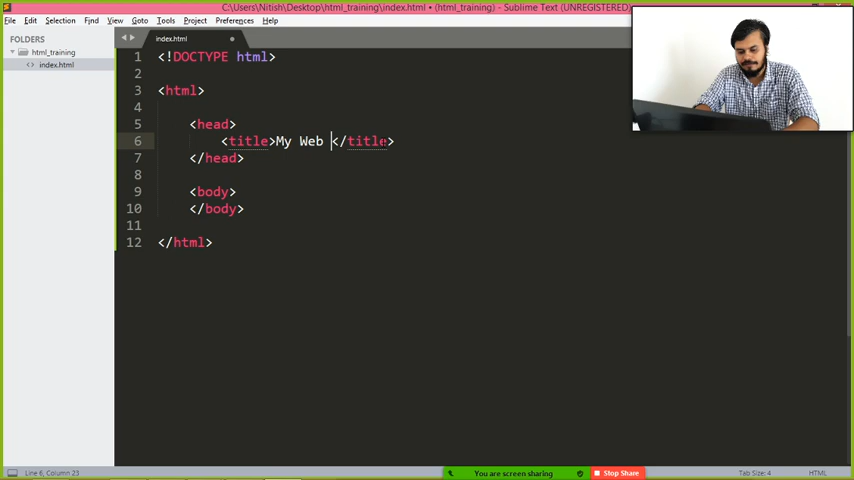 C:\Users\Nitish\Desktop\html_training\index.html • (html_training) - Sublime Text (UNREGISTERED)
File Edit Selection Find View Goto Tools Project Preferences Help
FOLDERS
html_training
<> index.html
index.html
1 <!DOCTYPE html>
2
3 <html>
4
5 <head>
6 <title>My Web </title>
7 </head>
8
9 <body>
10 </body>
11
12 </html>
Line 6, Column 23
You are screen sharing
Stop Share
Tab Size: 4
HTML